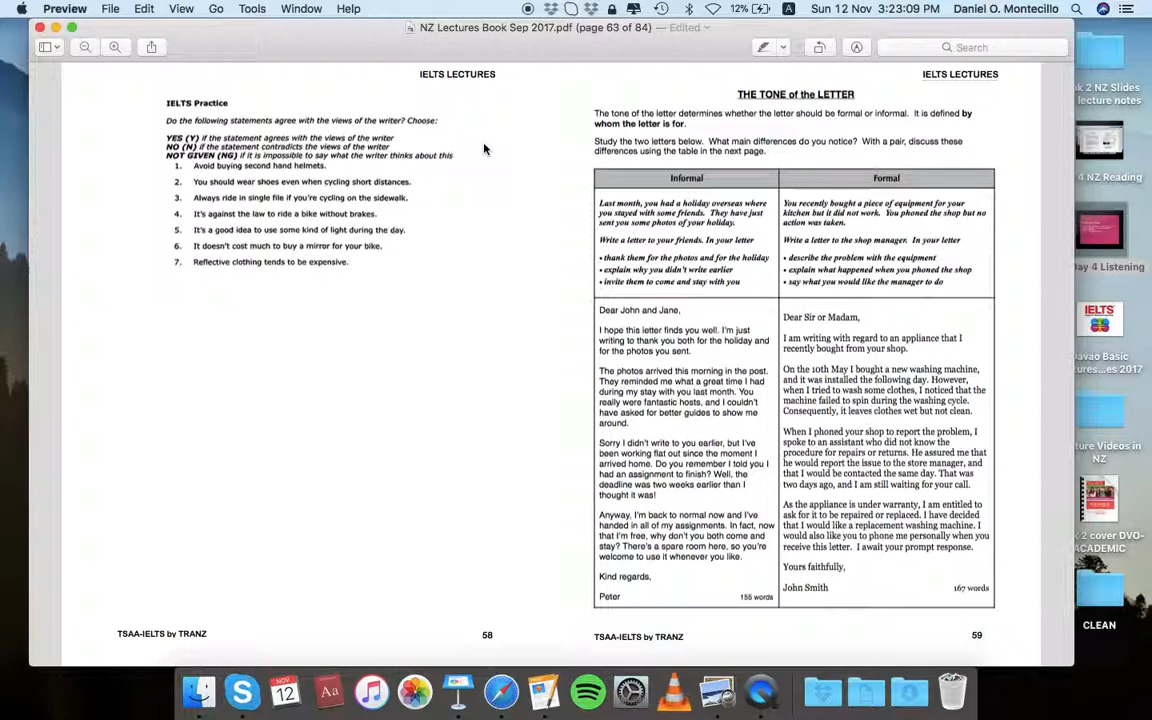 Preview File Edit View Go Tools Window Help
12% Sun 12 Nov 3:23:09 PM Daniel O. Montecillo
NZ Lectures Book Sep 2017.pdf (page 63 of 84) — Edited
Search
IELTS LECTURES
IELTS Practice
Do the following statements agree with the views of the writer? Choose:
YES (Y) if the statement agrees with the views of the writer
NO (N) if the statement contradicts the views of the writer
NOT GIVEN (NG) if it is impossible to say what the writer thinks about this
1. Avoid buying second hand helmets.
2. You should wear shoes even when cycling short distances.
3. Always ride in single file if you're cycling on the sidewalk.
4. It's against the law to ride a bike without brakes.
5. It's a good idea to use some kind of light during the day.
6. It doesn't cost much to buy a mirror for your bike.
7. Reflective clothing tends to be expensive.
TSAA-IELTS by TRANZ
58
IELTS LECTURES
THE TONE of the LETTER
The tone of the letter determines whether the letter should be formal or informal. It is defined by
whom the letter is for.
Study the two letters below. What main differences do you notice? With a pair, discuss these
differences using the table in the next page.
Informal
Last month, you had a holiday overseas where
you stayed with some friends. They have just
sent you some photos of your holiday.
Write a letter to your friends. In your letter
• thank them for the photos and for the holiday
• explain why you didn't write earlier
• invite them to come and stay with you
Dear John and Jane,
I hope this letter finds you well. I'm just
writing to thank you both for the holiday and
for the photos you sent.
The photos arrived this morning in the post.
They reminded me what a great time I had
during my stay with you last month. You
really were fantastic hosts, and I couldn't
have asked for better guides to show me
around.
Sorry I didn't write to you earlier, but I've
been working flat out since the moment I
arrived home. Do you remember I told you I
had an assignment to finish? Well, the
deadline was two weeks earlier than I
thought it was!
Anyway, I'm back to normal now and I've
handed in all of my assignments. In fact, now
that I'm free, why don't you both come and
stay? There's a spare room here, so you're
welcome to use it whenever you like.
Kind regards,
Peter 155 words
Formal
You recently bought a piece of equipment for your
kitchen but it did not work. You phoned the shop but no
action was taken.
Write a letter to the shop manager. In your letter
• describe the problem with the equipment
• explain what happened when you phoned the shop
• say what you would like the manager to do
Dear Sir or Madam,
I am writing with regard to an appliance that I
recently bought from your shop.
On the 10th May I bought a new washing machine,
and it was installed the following day. However,
when I tried to wash some clothes, I noticed that the
machine failed to spin during the washing cycle.
Consequently, it leaves clothes wet but not clean.
When I phoned your shop to report the problem, I
spoke to an assistant who did not know the
procedure for repairs or returns. He assured me that
he would report the issue to the store manager, and
that I would be contacted the same day. That was
two days ago, and I am still waiting for your call.
As the appliance is under warranty, I am entitled to
ask for it to be repaired or replaced. I have decided
that I would like a replacement washing machine. I
would also like you to phone me personally when you
receive this letter. I await your prompt response.
Yours faithfully,
John Smith 167 words
TSAA-IELTS by TRANZ
59
k 2 NZ Slides
lecture notes
4 NZ Reading
Day 4 Listening
IELTS
Davao Basic
tures...es 2017
ture Videos in
NZ
k 2 cover DVO-
ACADEMIC
CLEAN
NOV
12
Aa